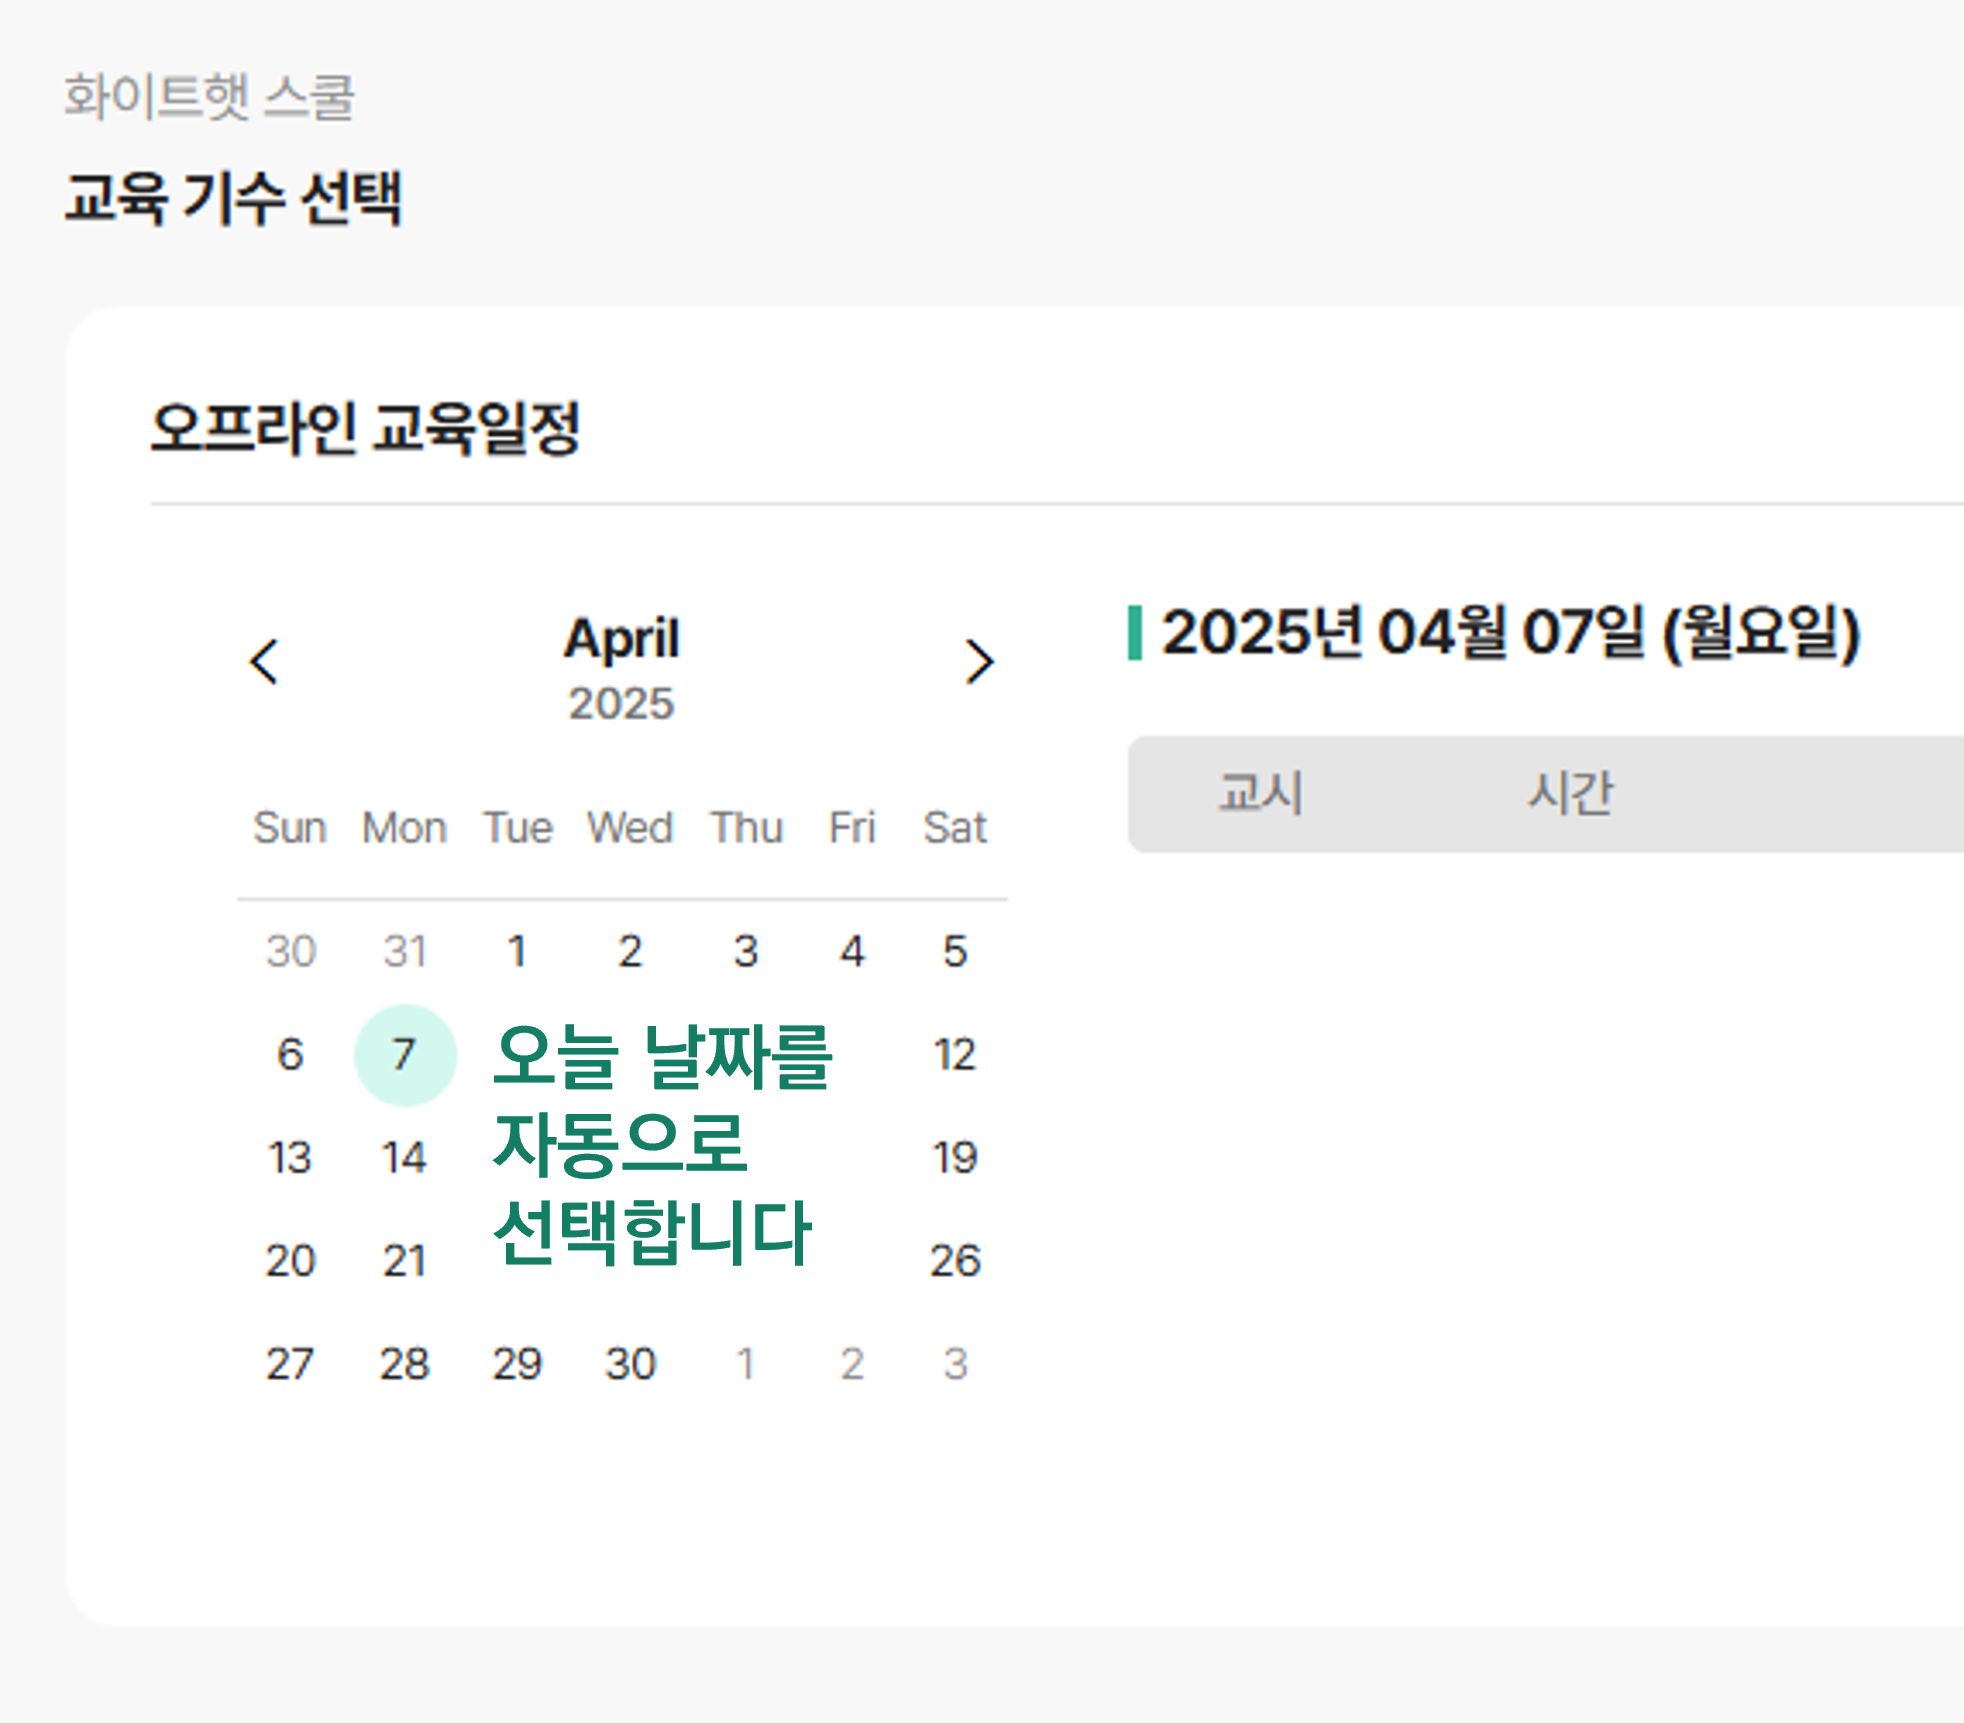 화이트햇 스쿨
교육 기수 선택
오프라인 교육일정
April
2025
Sun Mon Tue Wed Thu Fri Sat
30 31 1 2 3 4 5
6 7 오늘 날짜를 12
자동으로
13 14 19
선택합니다
20 21 26
27 28 29 30 1 2 3
2025년 04월 07일 (월요일)
교시 시간